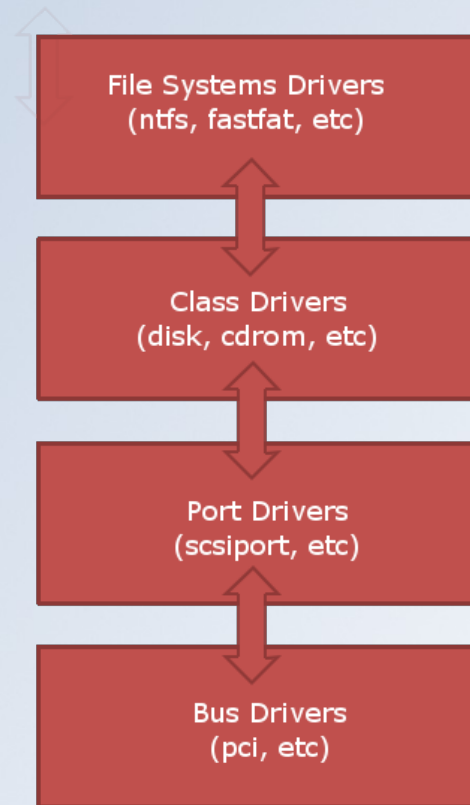 File Systems Drivers
(ntfs, fastfat, etc)
Class Drivers
(disk, cdrom, etc)
Port Drivers
(scsiport, etc)
Bus Drivers
(pci, etc)